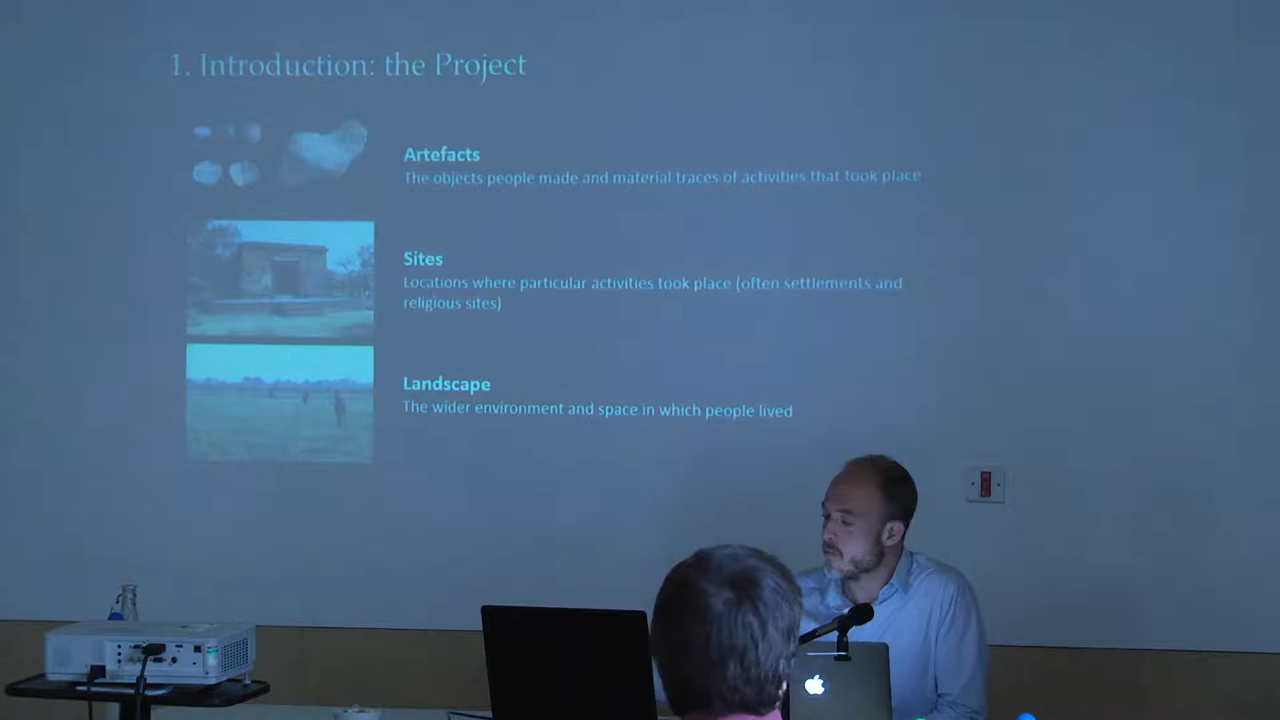 1. Introduction: the Project
Artefacts
The objects people made and material traces of activities that took place
Sites
Locations where particular activities took place (often settlements and
religious sites)
Landscape
The wider environment and space in which people lived